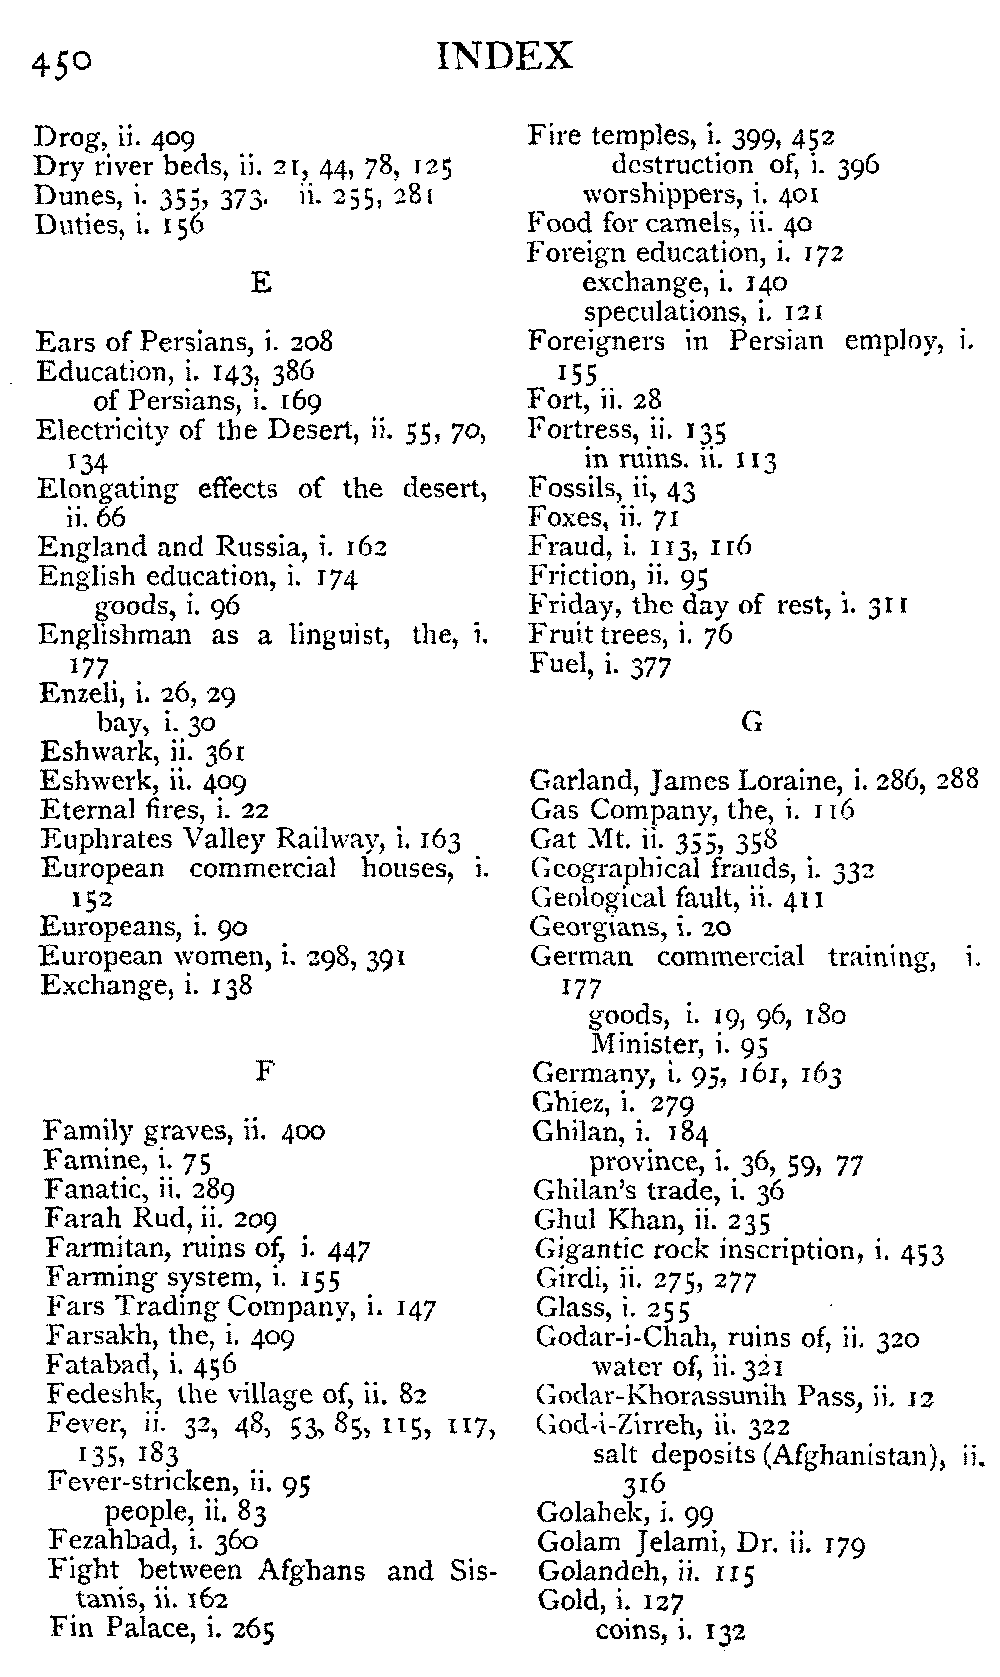 450
INDEX
Drog, ii. 409
Dry river beds, ii. 21, 44, 78, 125
Dunes, i. 355, 373. ii. 255, 281
Duties, i. 156
E
Ears of Persians, i. 208
Education, i. 143, 386
of Persians, i. 169
Electricity of the Desert, ii. 55, 70,
134
Elongating effects of the desert,
ii. 66
England and Russia, i. 162
English education, i. 174
goods, i. 96
Englishman as a linguist, the, i.
177
Enzeli, i. 26, 29
bay, i. 30
Eshwark, ii. 361
Eshwerk, ii. 409
Eternal fires, i. 22
Euphrates Valley Railway, i. 163
European commercial houses, i.
152
Europeans, i. 90
European women, i. 298, 391
Exchange, i. 138
F
Family graves, ii. 400
Famine, i. 75
Fanatic, ii. 289
Farah Rud, ii. 209
Farmitan, ruins of, i. 447
Farming system, i. 155
Fars Trading Company, i. 147
Farsakh, the, i. 409
Fatabad, i. 456
Fedeshk, the village of, ii. 82
Fever, ii. 32, 48, 53, 85, 115, 117,
135, 183
Fever-stricken, ii. 95
people, ii. 83
Fezahbad, i. 360
Fight between Afghans and Sis-
tanis, ii. 162
Fin Palace, i. 265
Fire temples, i. 399, 452
destruction of, i. 396
worshippers, i. 401
Food for camels, ii. 40
Foreign education, i. 172
exchange, i. 140
speculations, i. 121
Foreigners in Persian employ, i.
155
Fort, ii. 28
Fortress, ii. 135
in ruins. ii. 113
Fossils, ii, 43
Foxes, ii. 71
Fraud, i. 113, 116
Friction, ii. 95
Friday, the day of rest, i. 311
Fruit trees, i. 76
Fuel, i. 377
G
Garland, James Loraine, i. 286, 288
Gas Company, the, i. 116
Gat Mt. ii. 355, 358
Geographical frauds, i. 332
Geological fault, ii. 411
Georgians, i. 20
German commercial training, i.
177
goods, i. 19, 96, 180
Minister, i. 95
Germany, i. 95, 161, 163
Ghiez, i. 279
Ghilan, i. 184
province, i. 36, 59, 77
Ghilan's trade, i. 36
Ghul Khan, ii. 235
Gigantic rock inscription, i. 453
Girdi, ii. 275, 277
Glass, i. 255
Godar-i-Chah, ruins of, ii. 320
water of, ii. 321
Godar-Khorassunih Pass, ii. 12
God-i-Zirreh, ii. 322
salt deposits (Afghanistan), ii.
316
Golahek, i. 99
Golam Jelami, Dr. ii. 179
Golandeh, ii. 115
Gold, i. 127
coins, i. 132